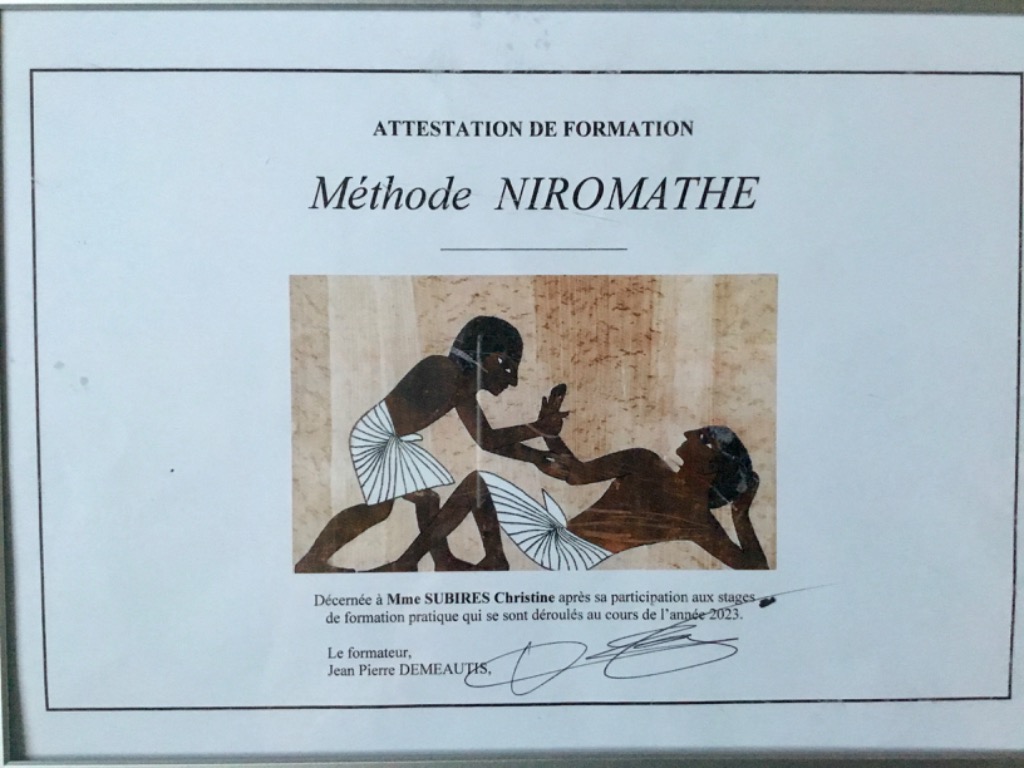 ATTESTATION DE FORMATION
Méthode NIROMATHE
Décernée à Mme SUBIRES Christine après sa participation aux stages
de formation pratique qui se sont déroulés au cours de l'année 2023.
Le formateur,
Jean Pierre DEMEAUTIS,